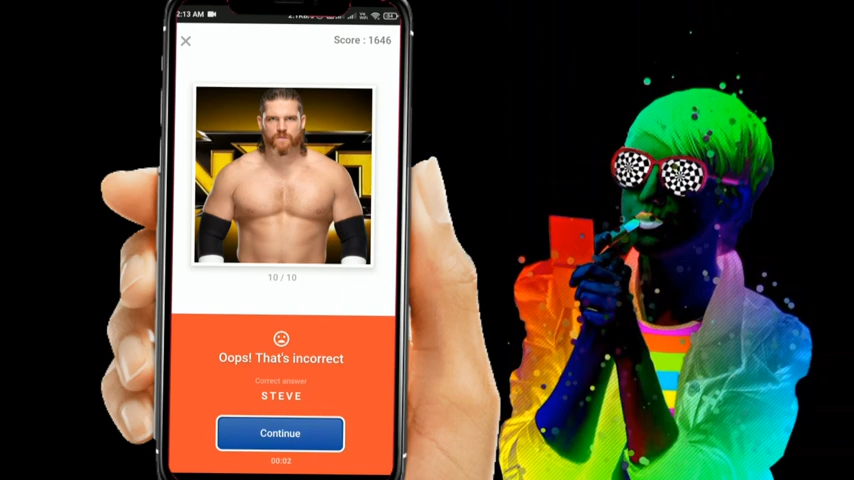 2:13 AM
Score : 1646
10 / 10
Oops! That's incorrect
Correct answer
STEVE
Continue
00:02